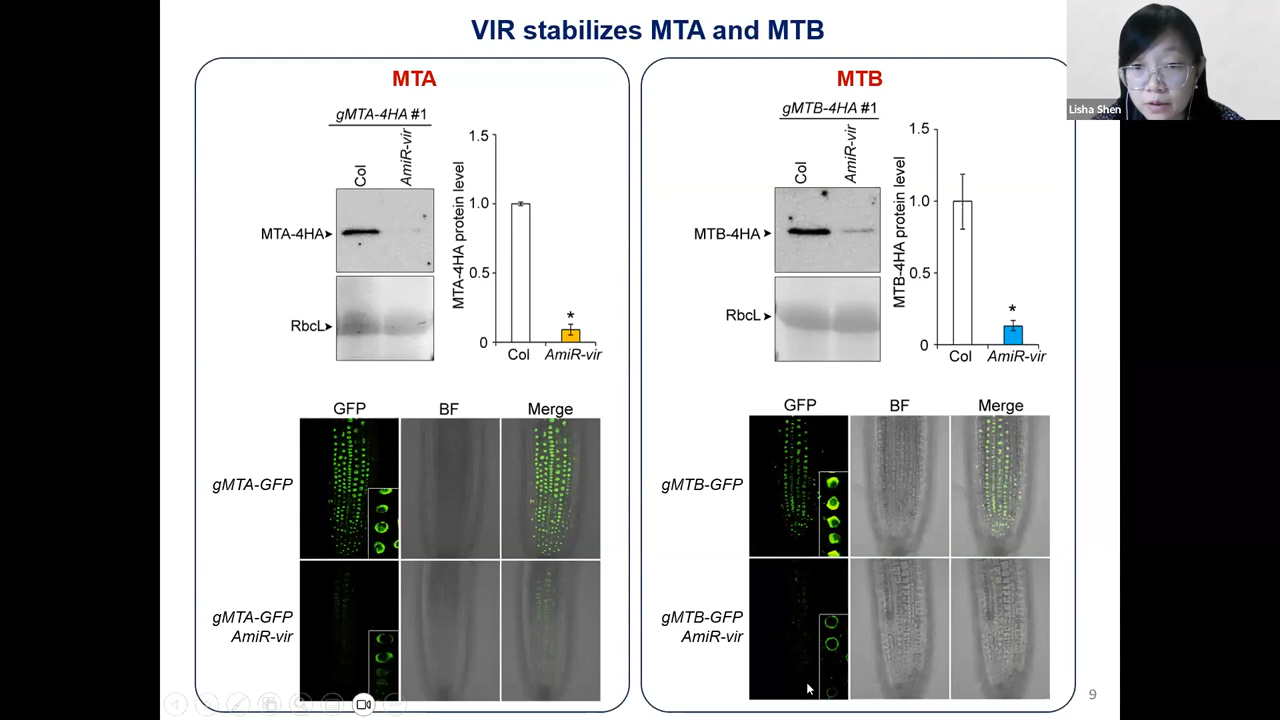 VIR stabilizes MTA and MTB
Lisha Shen
MTA
gMTA-4HA #1
Col
AmiR-vir
MTA-4HA
RbcL
MTA-4HA protein level
1.5
1.0
0.5
0
*
Col
AmiR-vir
GFP
BF
Merge
gMTA-GFP
gMTA-GFP
AmiR-vir
MTB
gMTB-4HA #1
Col
AmiR-vir
MTB-4HA
RbcL
MTB-4HA protein level
1.5
1.0
0.5
0
*
Col
AmiR-vir
GFP
BF
Merge
gMTB-GFP
gMTB-GFP
AmiR-vir
9